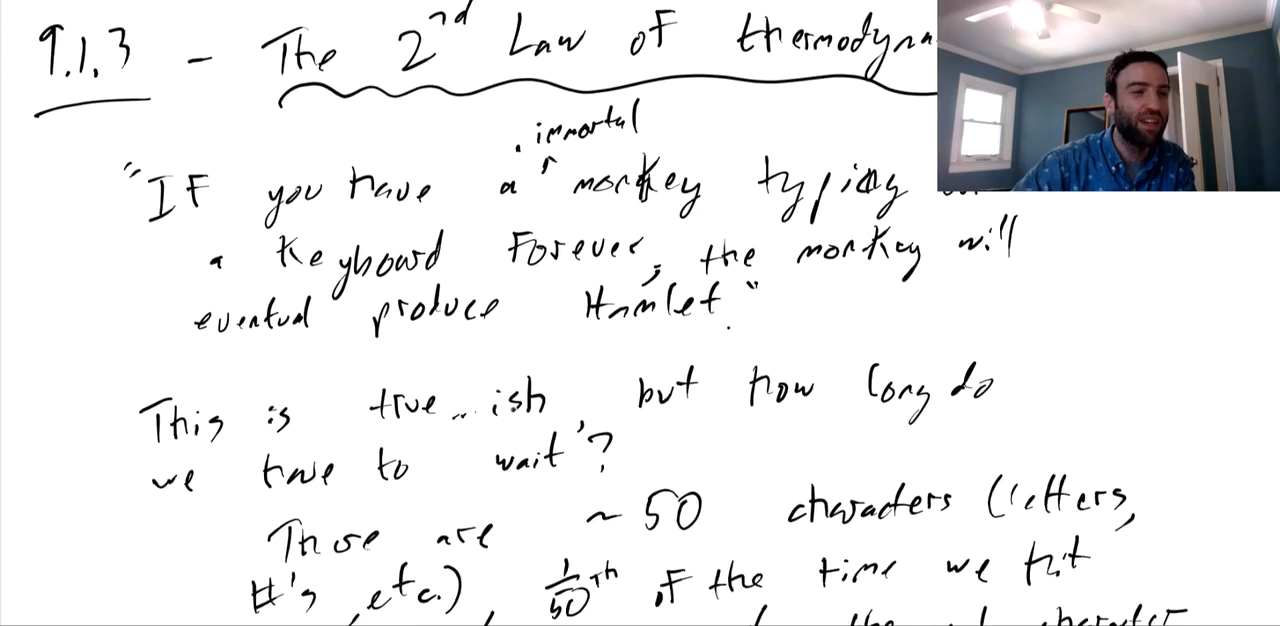 9.1.3 - The 2nd Law of thermodyna
immortal
"If you have a ^ monkey typing
a keyboard forever, the monkey will
eventual produce Hamlet."
This is true..ish, but how long do
we have to wait?
There are ~50 characters (letters,
#'s, etc.), 1/50th of the time we hit
character